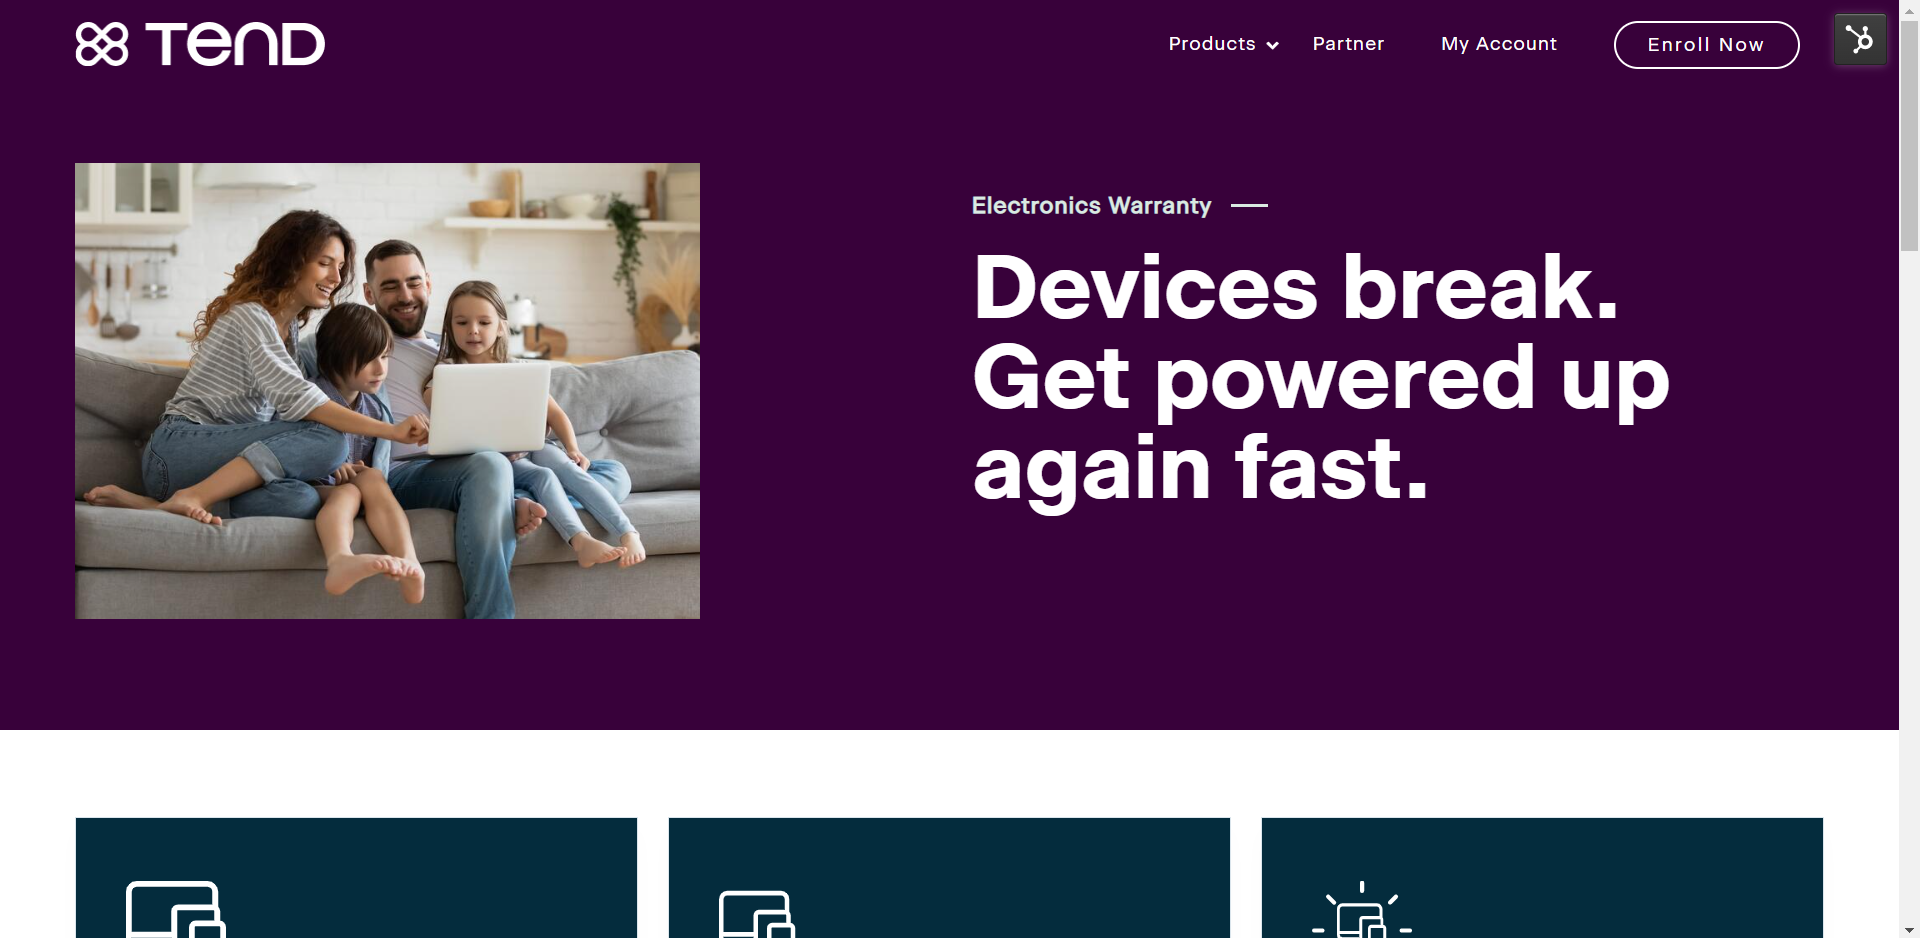 TEND
Products
Partner
My Account
Enroll Now
Electronics Warranty
Devices break.
Get powered up
again fast.